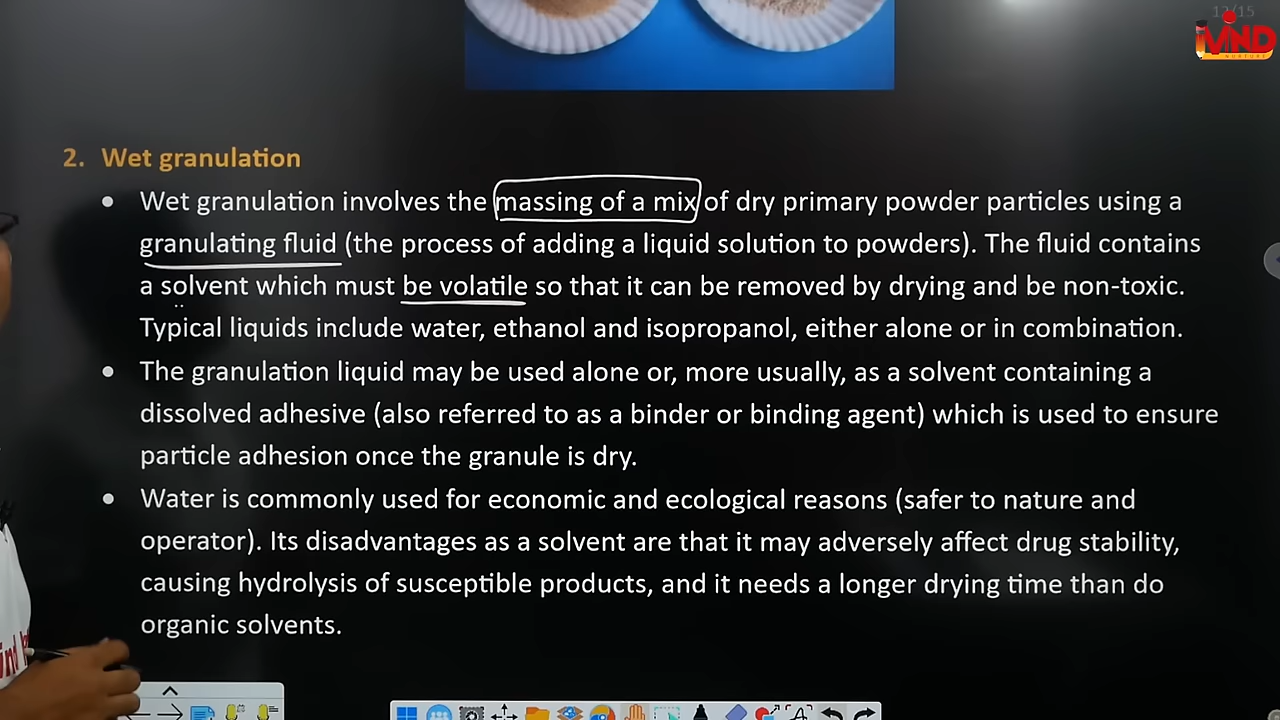 12/15
iMIND
NURTURE
2. Wet granulation
• Wet granulation involves the massing of a mix of dry primary powder particles using a
granulating fluid (the process of adding a liquid solution to powders). The fluid contains
a solvent which must be volatile so that it can be removed by drying and be non-toxic.
Typical liquids include water, ethanol and isopropanol, either alone or in combination.
• The granulation liquid may be used alone or, more usually, as a solvent containing a
dissolved adhesive (also referred to as a binder or binding agent) which is used to ensure
particle adhesion once the granule is dry.
• Water is commonly used for economic and ecological reasons (safer to nature and
operator). Its disadvantages as a solvent are that it may adversely affect drug stability,
causing hydrolysis of susceptible products, and it needs a longer drying time than do
organic solvents.